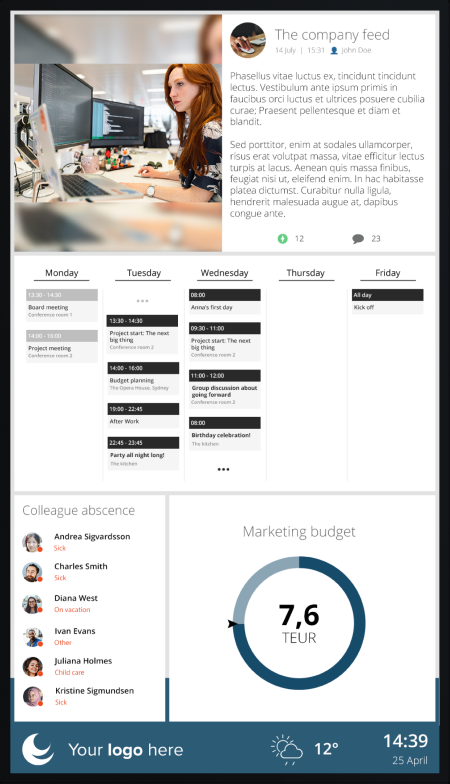 The company feed
14 July | 15:31 John Doe
Phasellus vitae luctus ex, tincidunt tincidunt
lectus. Vestibulum ante ipsum primis in
faucibus orci luctus et ultrices posuere cubilia
curae; Praesent pellentesque et diam et
blandit.
Sed porttitor, enim at sodales ullamcorper,
risus erat volutpat massa, vitae efficitur lectus
turpis at lacus. Aenean quis massa finibus,
feugiat nisi ut, eleifend enim. In hac habitasse
platea dictumst. Curabitur nulla ligula,
hendrerit malesuada augue at, dapibus
congue ante.
12 23
Monday
13:30 - 14:30
Board meeting
Conference room 1
14:00 - 16:00
Project meeting
Conference room 2
Tuesday
13:30 - 14:30
Project start: The next
big thing
Conference room 2
14:00 - 16:00
Budget planning
The Opera House, Sydney
19:00 - 22:45
After Work
22:45 - 23:45
Party all night long!
The kitchen
Wednesday
08:00
Anna's first day
09:30 - 11:00
Project start: The next
big thing
Conference room 2
11:00 - 12:00
Group discussion about
going forward
Conference room 2
08:00
Birthday celebration!
The kitchen
Thursday
Friday
All day
Kick off
Colleague abscence
Andrea Sigvardsson
Sick
Charles Smith
Sick
Diana West
On vacation
Ivan Evans
Other
Juliana Holmes
Child care
Kristine Sigmundsen
Sick
Marketing budget
7,6
TEUR
Your logo here
12°
14:39
25 April